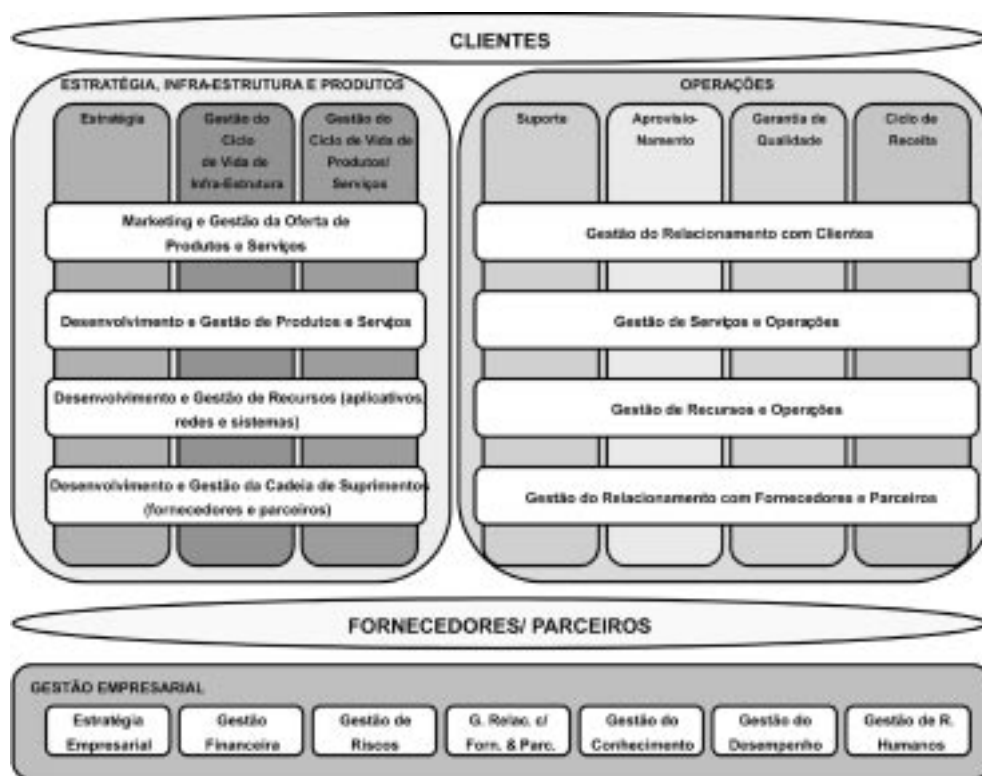 CLIENTES
ESTRATÉGIA, INFRA-ESTRUTURA E PRODUTOS
Estratégia
Gestão do
Ciclo
de Vida de
Infra-Estrutura
Gestão do
Ciclo de Vida de
Produtos/
Serviços
Marketing e Gestão da Oferta de
Produtos e Serviços
Desenvolvimento e Gestão de Produtos e Serviços
Desenvolvimento e Gestão de Recursos (aplicativos,
redes e sistemas)
Desenvolvimento e Gestão da Cadeia de Suprimentos
(fornecedores e parceiros)
OPERAÇÕES
Suporte
Aprovisio-
Namento
Garantia de
Qualidade
Ciclo de
Receita
Gestão do Relacionamento com Clientes
Gestão de Serviços e Operações
Gestão de Recursos e Operações
Gestão do Relacionamento com Fornecedores e Parceiros
FORNECEDORES/ PARCEIROS
GESTÃO EMPRESARIAL
Estratégia
Empresarial
Gestão
Financeira
Gestão de
Riscos
G. Relac. c/
Forn. & Parc.
Gestão do
Conhecimento
Gestão do
Desempenho
Gestão de R.
Humanos